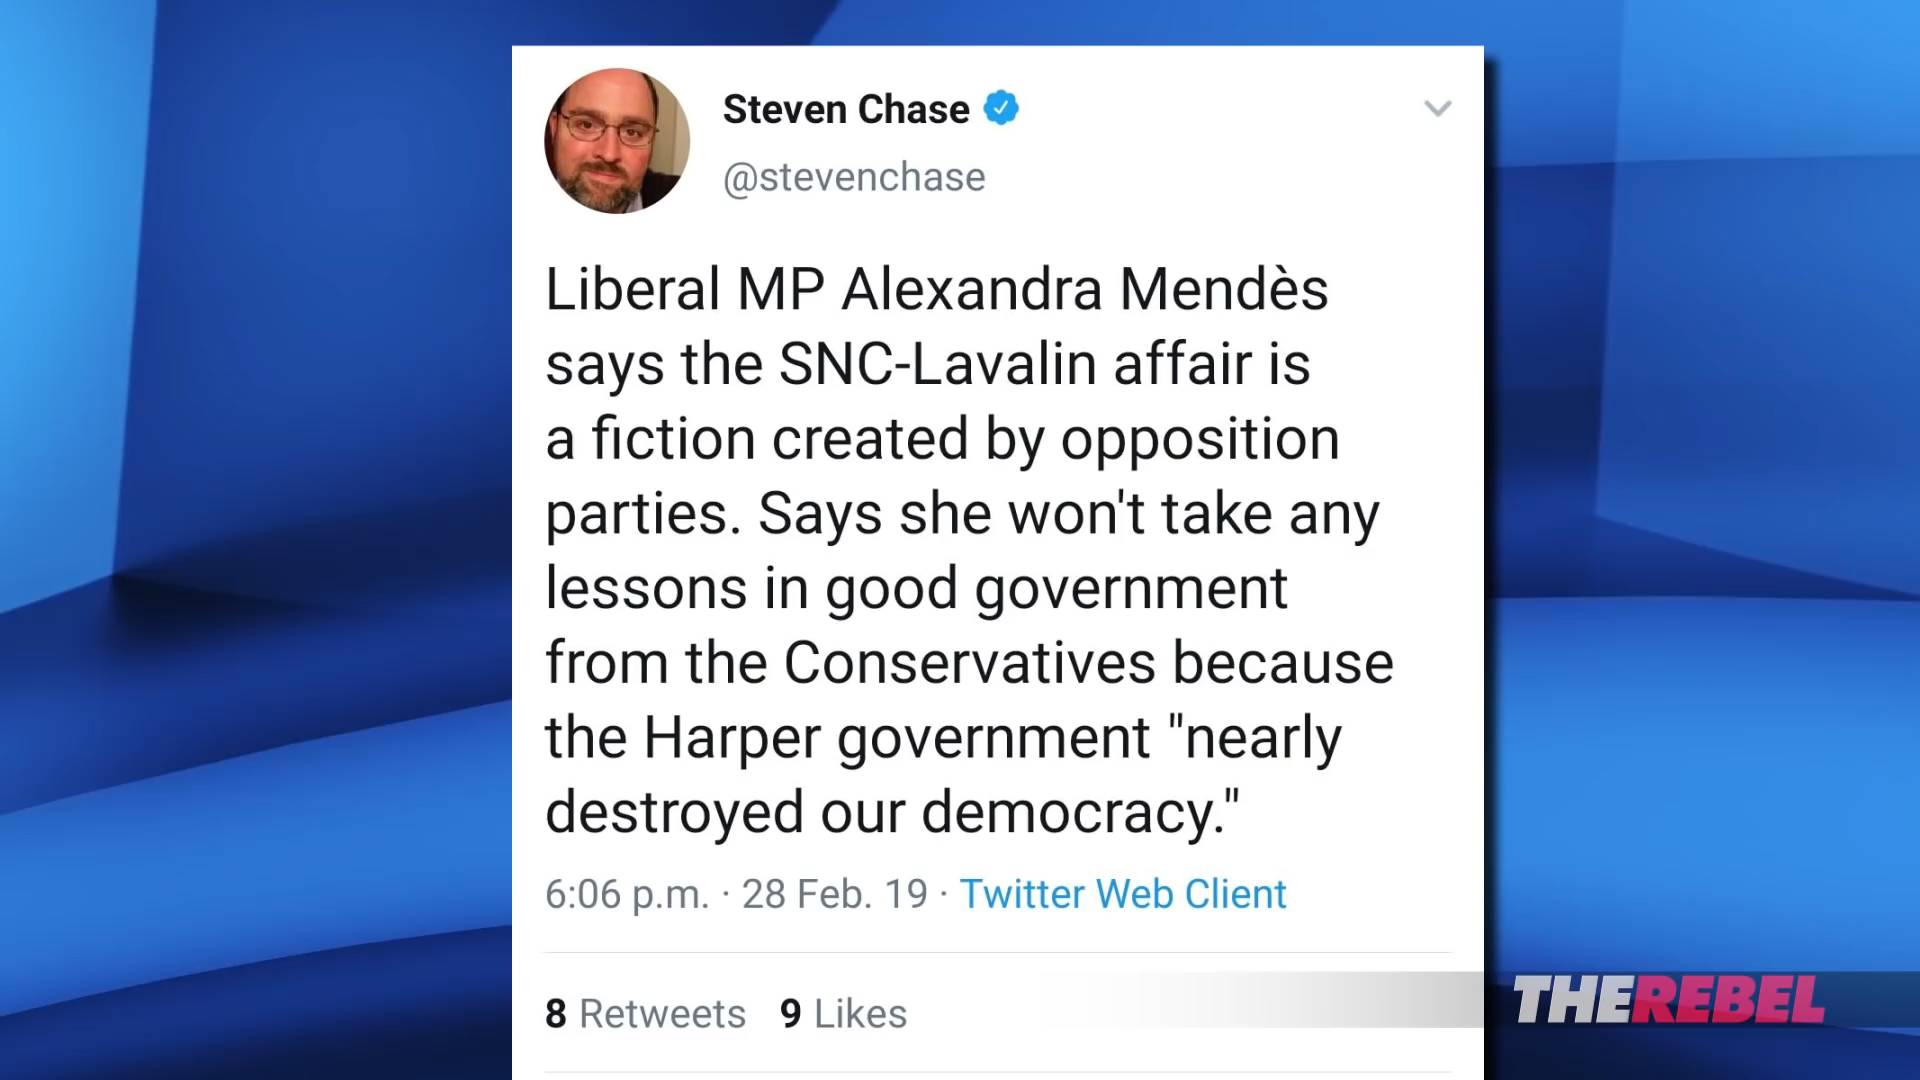 Steven Chase
@stevenchase
Liberal MP Alexandra Mendès
says the SNC-Lavalin affair is
a fiction created by opposition
parties. Says she won't take any
lessons in good government
from the Conservatives because
the Harper government "nearly
destroyed our democracy."
6:06 p.m. · 28 Feb. 19 · Twitter Web Client
8 Retweets 9 Likes
THEREBEL